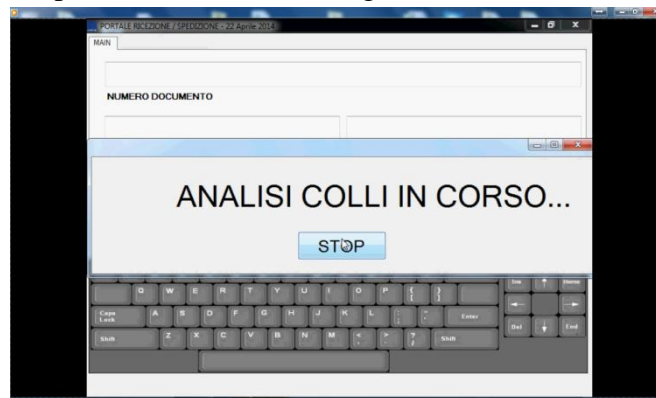 PORTALE RICEZIONE / SPEDIZIONE - 22 Aprile 2014
MAIN
NUMERO DOCUMENTO
ANALISI COLLI IN CORSO...
STOP
Ins Home
Q W E R T Y U I O P { [ } ]
Caps Lock A S D F G H J K L : ; Enter
Del End
Shift Z X C V B N M < , > . ? / Shift